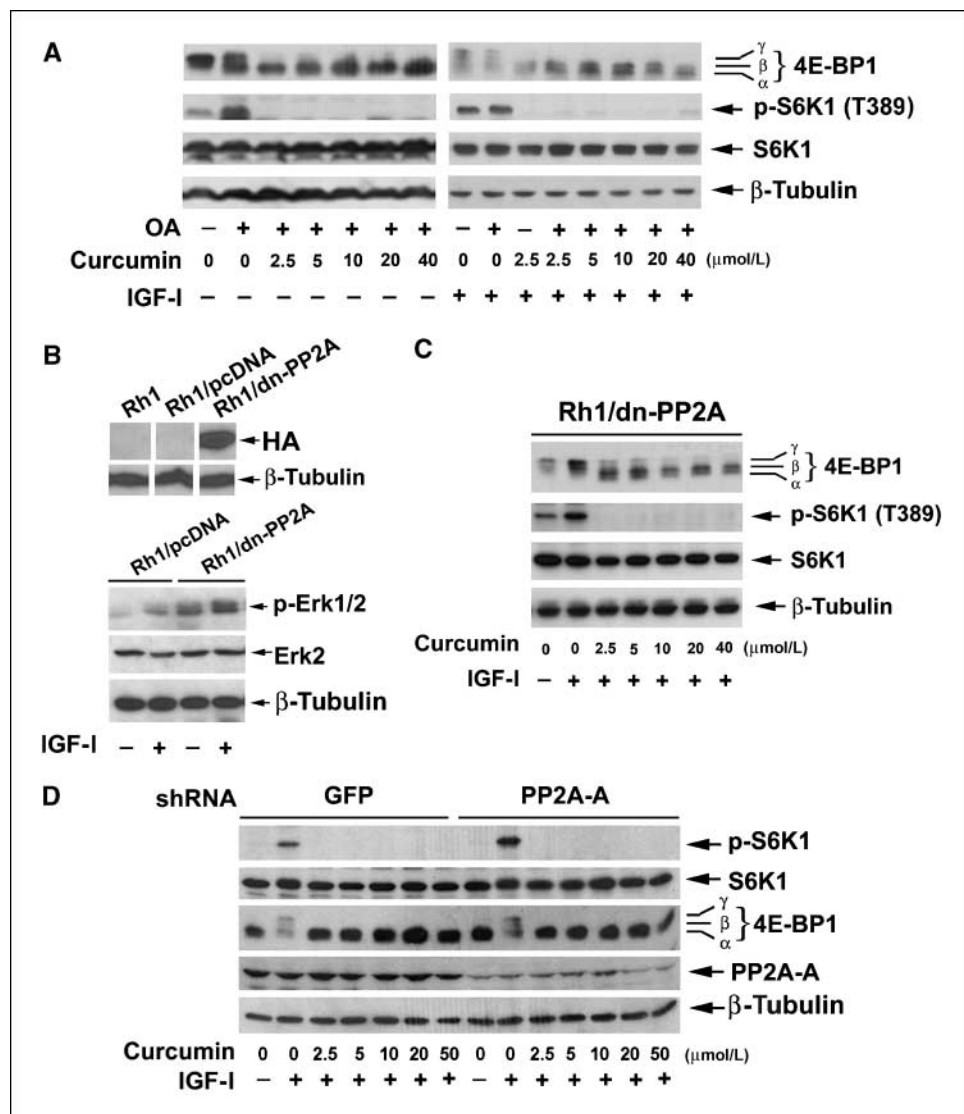 A
γ
β } 4E-BP1
α
p-S6K1 (T389)
S6K1
β-Tubulin
OA – + + + + + + – + – + + + + +
Curcumin 0 0 2.5 5 10 20 40 0 0 2.5 2.5 5 10 20 40 (μmol/L)
IGF-I – – – – – – – + + + + + + + +
B
Rh1 Rh1/pcDNA Rh1/dn-PP2A
HA
β-Tubulin
Rh1/pcDNA Rh1/dn-PP2A
p-Erk1/2
Erk2
β-Tubulin
IGF-I – + – +
C
Rh1/dn-PP2A
γ
β } 4E-BP1
α
p-S6K1 (T389)
S6K1
β-Tubulin
Curcumin 0 0 2.5 5 10 20 40 (μmol/L)
IGF-I – + + + + + +
D
shRNA GFP PP2A-A
p-S6K1
S6K1
γ
β } 4E-BP1
α
PP2A-A
β-Tubulin
Curcumin 0 0 2.5 5 10 20 50 0 0 2.5 5 10 20 50 (μmol/L)
IGF-I – + + + + + + – + + + + + +